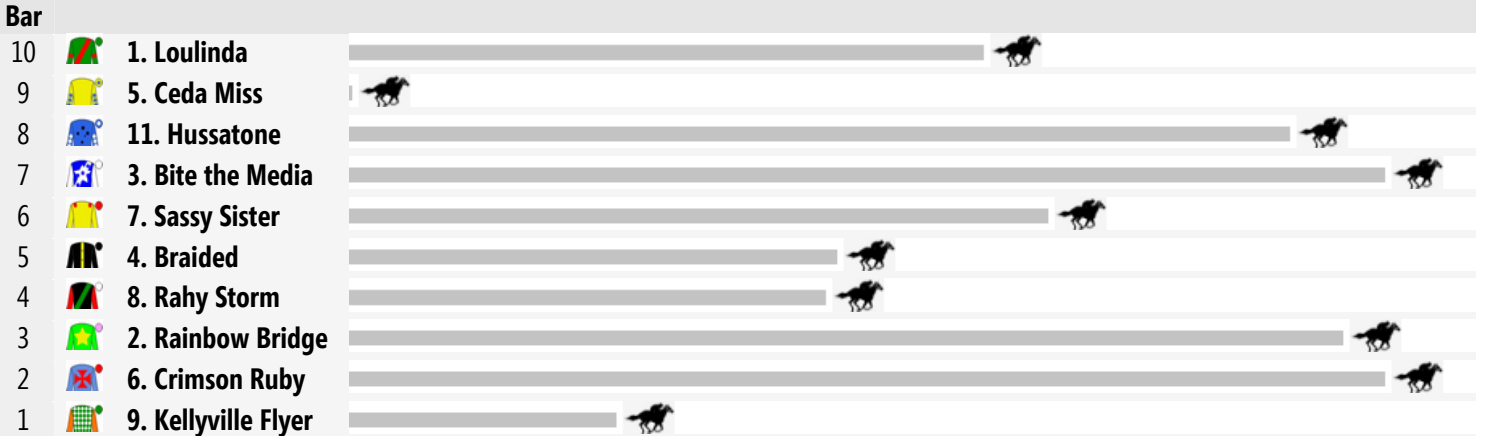 Bar
10 1. Loulinda
9 5. Ceda Miss
8 11. Hussatone
7 3. Bite the Media
6 7. Sassy Sister
5 4. Braided
4 8. Rahy Storm
3 2. Rainbow Bridge
2 6. Crimson Ruby
1 9. Kellyville Flyer